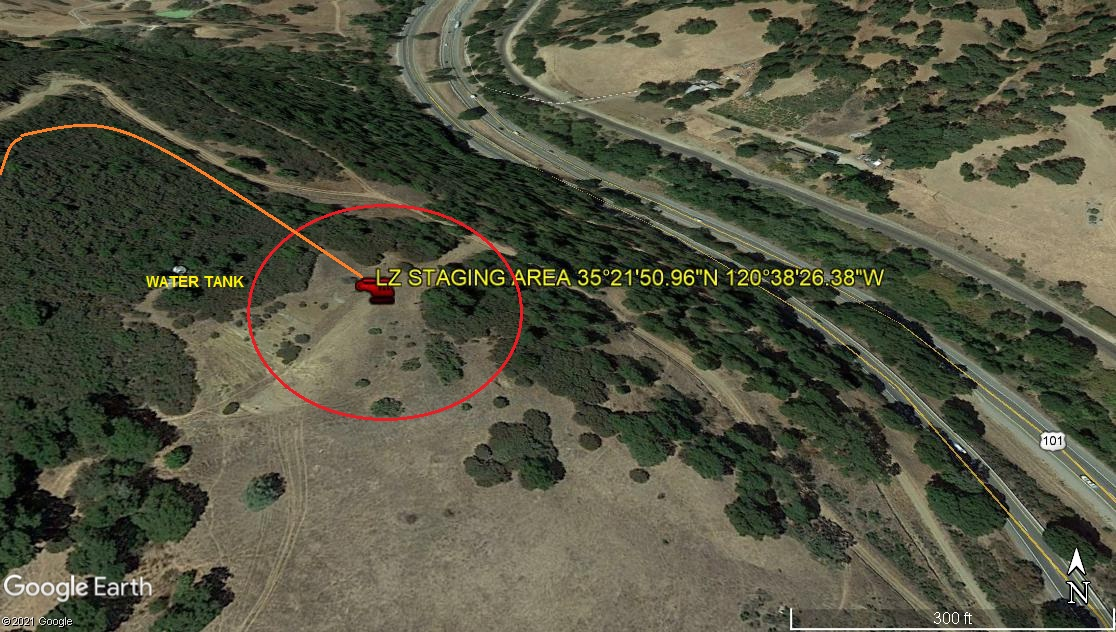 LZ STAGING AREA 35°21'50.96"N 120°38'26.38"W
WATER TANK
101
Google Earth
N
300 ft
©2021 Google